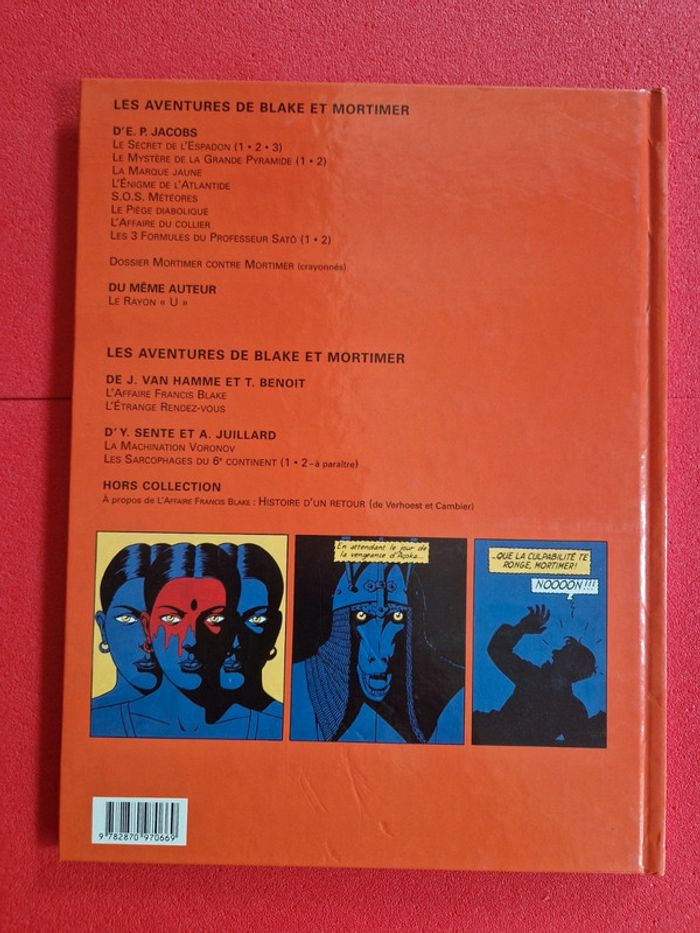 LES AVENTURES DE BLAKE ET MORTIMER
D'E. P. JACOBS
LE SECRET DE L'ESPADON (1 • 2 • 3)
LE MYSTÈRE DE LA GRANDE PYRAMIDE (1 • 2)
LA MARQUE JAUNE
L'ÉNIGME DE L'ATLANTIDE
S.O.S. MÉTÉORES
LE PIÈGE DIABOLIQUE
L'AFFAIRE DU COLLIER
LES 3 FORMULES DU PROFESSEUR SATŌ (1 • 2)
DOSSIER MORTIMER CONTRE MORTIMER (crayonnés)
DU MÊME AUTEUR
LE RAYON « U »
LES AVENTURES DE BLAKE ET MORTIMER
DE J. VAN HAMME ET T. BENOIT
L'AFFAIRE FRANCIS BLAKE
L'ÉTRANGE RENDEZ-VOUS
D'Y. SENTE ET A. JUILLARD
LA MACHINATION VORONOV
LES SARCOPHAGES DU 6e CONTINENT (1 • 2 – à paraître)
HORS COLLECTION
À PROPOS DE L'AFFAIRE FRANCIS BLAKE : HISTOIRE D'UN RETOUR (de Verhoest et Cambier)
En attendant le jour de
la vengeance d'Açoka...
...QUE LA CULPABILITÉ TE
RONGE, MORTIMER!
NOOOON!!!
9 782870 970669